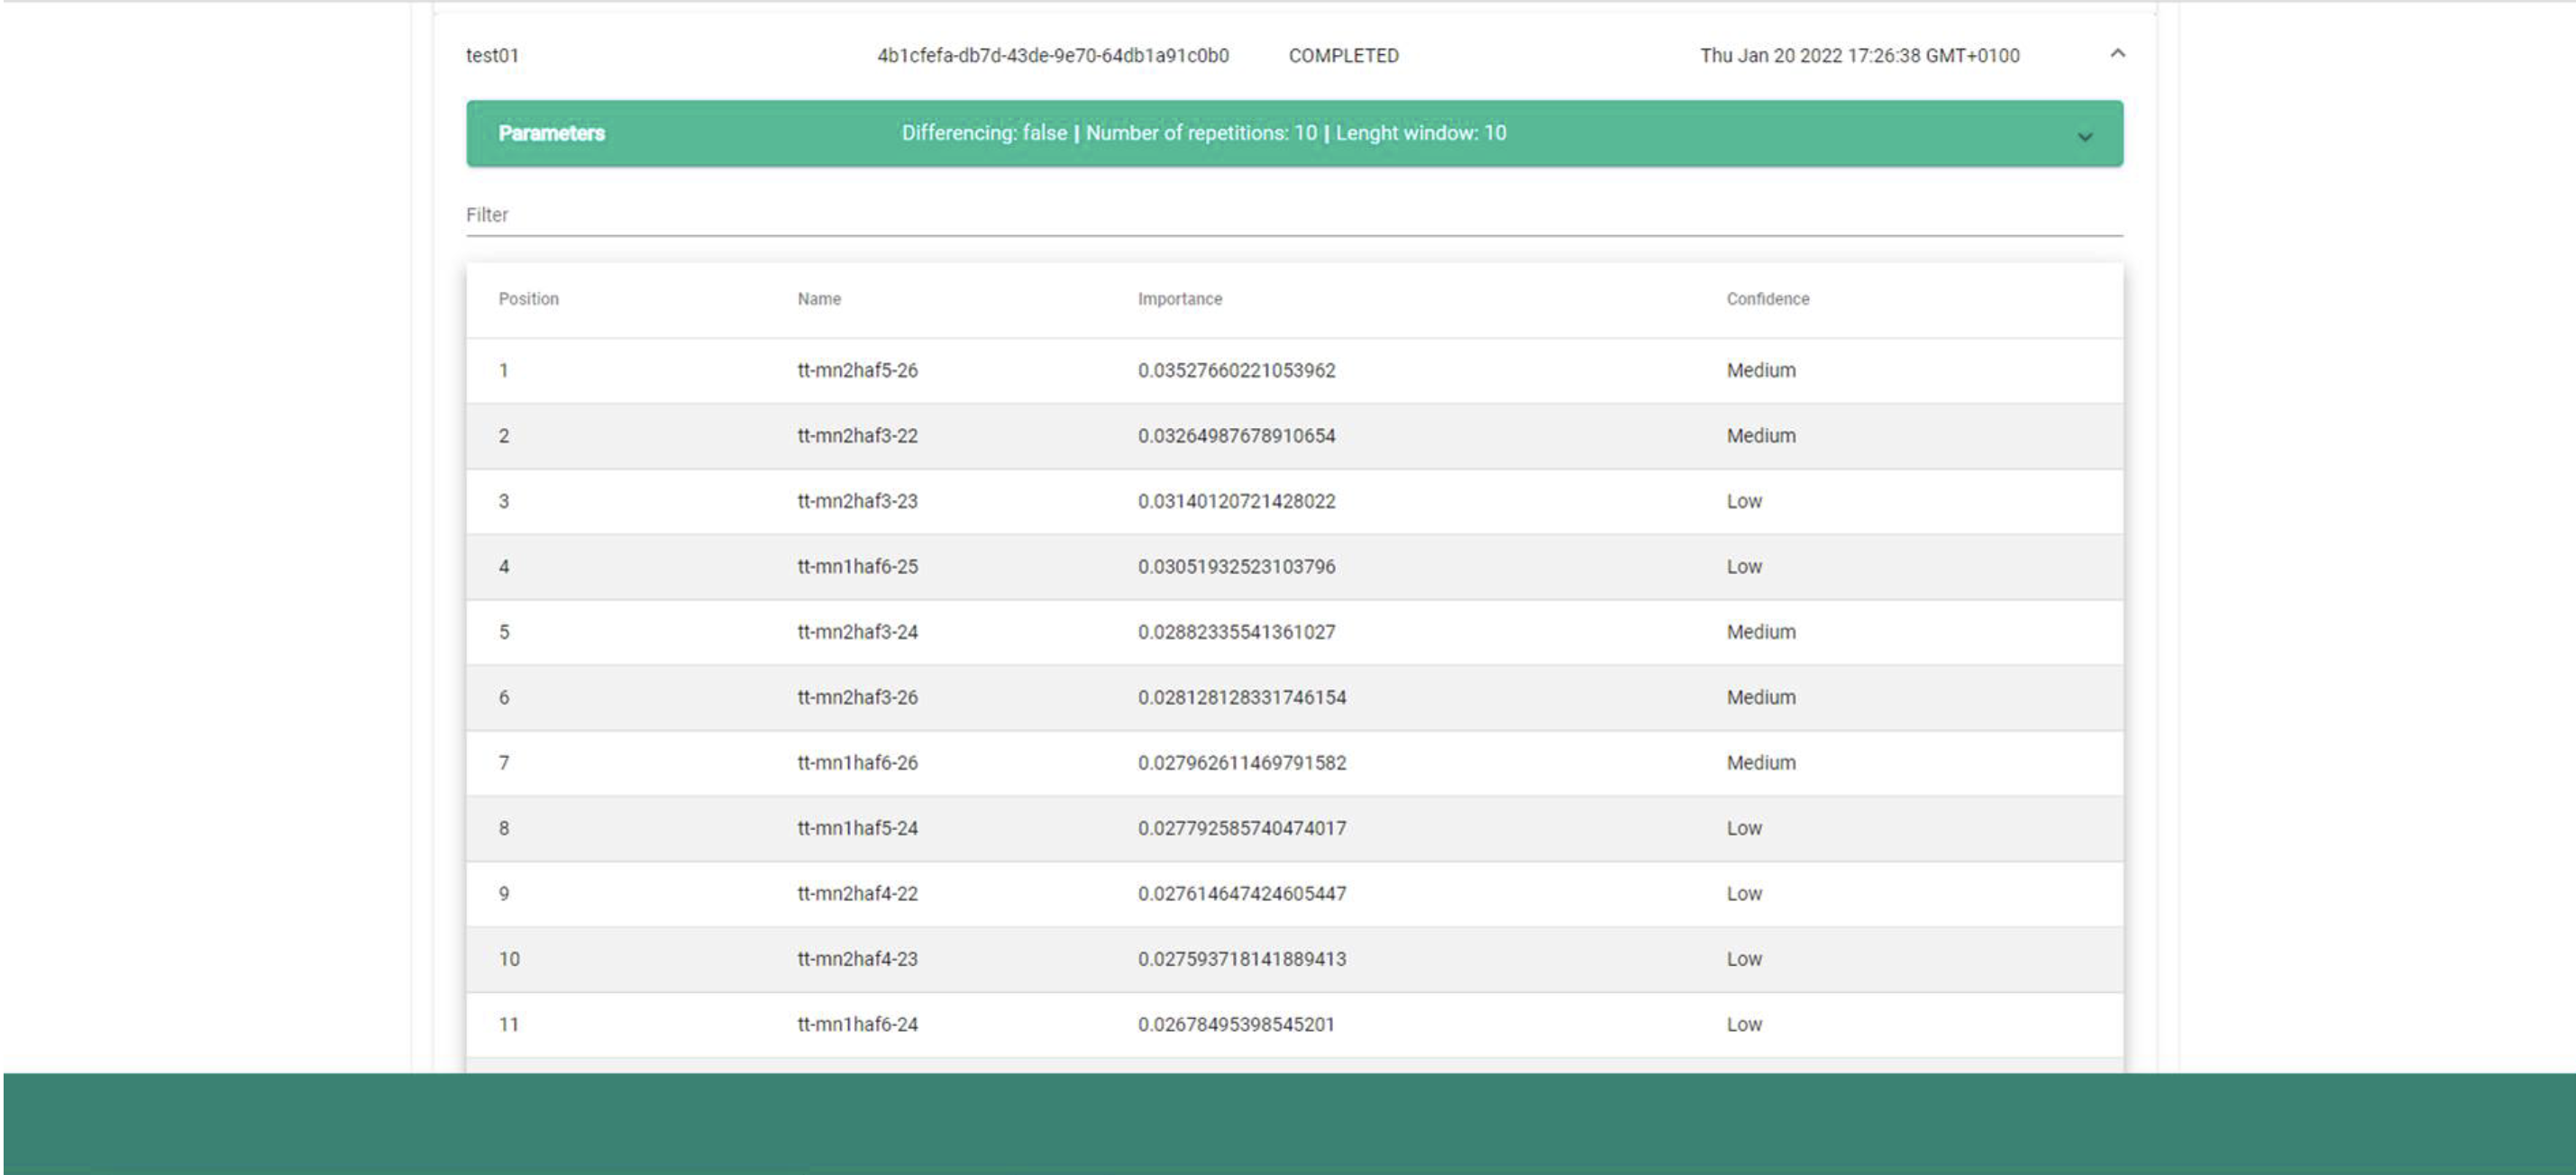 test01 4b1cfefa-db7d-43de-9e70-64db1a91c0b0 COMPLETED Thu Jan 20 2022 17:26:38 GMT+0100
Parameters Differencing: false | Number of repetitions: 10 | Lenght window: 10
Filter
Position Name Importance Confidence
1 tt-mn2haf5-26 0.03527660221053962 Medium
2 tt-mn2haf3-22 0.03264987678910654 Medium
3 tt-mn2haf3-23 0.03140120721428022 Low
4 tt-mn1haf6-25 0.03051932523103796 Low
5 tt-mn2haf3-24 0.02882335541361027 Medium
6 tt-mn2haf3-26 0.028128128331746154 Medium
7 tt-mn1haf6-26 0.027962611469791582 Medium
8 tt-mn1haf5-24 0.027792585740474017 Low
9 tt-mn2haf4-22 0.027614647424605447 Low
10 tt-mn2haf4-23 0.027593718141889413 Low
11 tt-mn1haf6-24 0.02678495398545201 Low